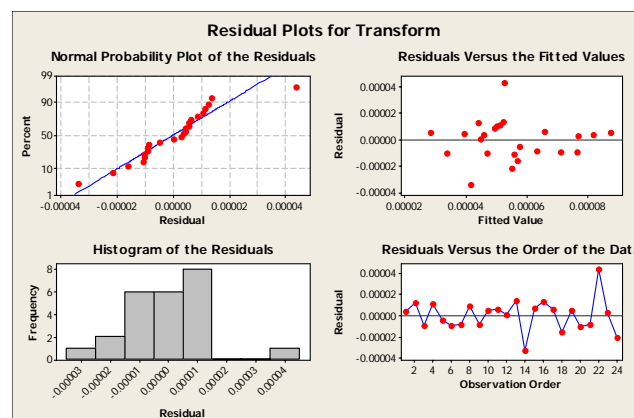 Residual Plots for Transform
Normal Probability Plot of the Residuals
99
90
50
10
1
Percent
-0.00004 -0.00002 0.00000 0.00002 0.00004
Residual
Residuals Versus the Fitted Values
0.00004
0.00002
0.00000
-0.00002
-0.00004
Residual
0.00002 0.00004 0.00006 0.00008
Fitted Value
Histogram of the Residuals
8
6
4
2
0
Frequency
-0.00003 -0.00002 -0.00001 0.00000 0.00001 0.00002 0.00003 0.00004
Residual
Residuals Versus the Order of the Data
0.00004
0.00002
0.00000
-0.00002
-0.00004
Residual
2 4 6 8 10 12 14 16 18 20 22 24
Observation Order